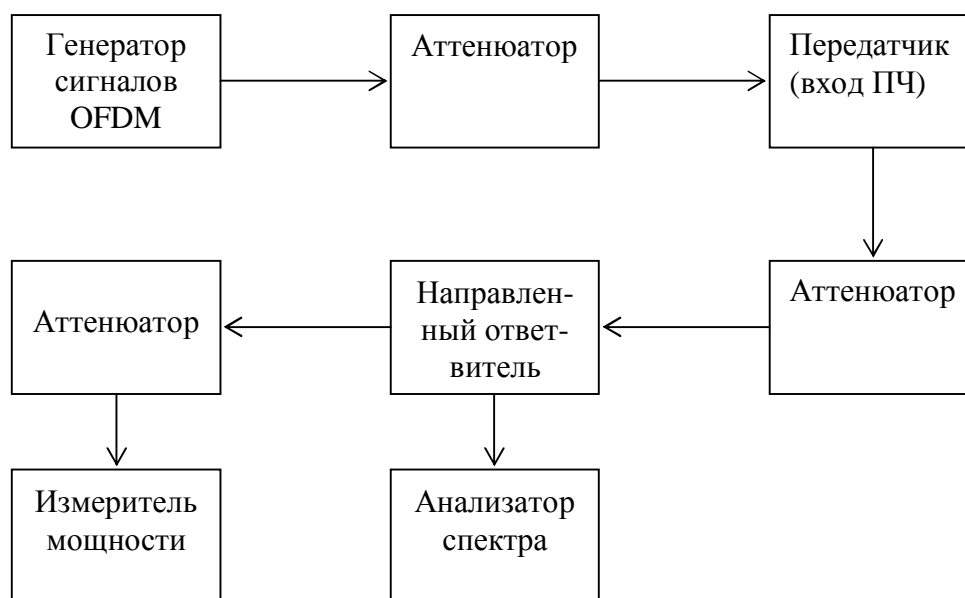 Генератор
сигналов
OFDM
Аттенюатор
Передатчик
(вход ПЧ)
Аттенюатор
Направлен-
ный ответ-
витель
Аттенюатор
Измеритель
мощности
Анализатор
спектра